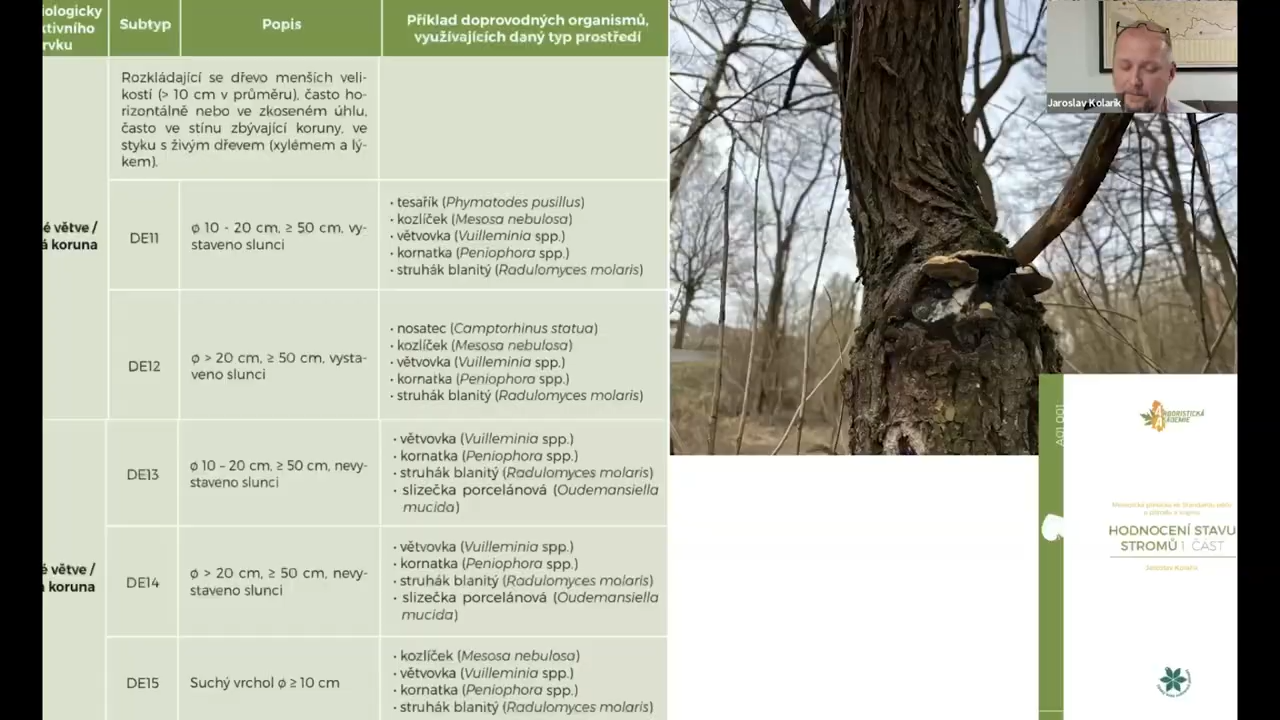 iologicky
ktivního
rvku
Subtyp
Popis
Příklad doprovodných organismů,
využívajících daný typ prostředí
Rozkládající se dřevo menších veli-
kostí (> 10 cm v průměru), často ho-
rizontálně nebo ve zkoseném úhlu,
často ve stínu zbývající koruny, ve
styku s živým dřevem (xylémem a lý-
kem).
é větve /
á koruna
DE11
ø 10 - 20 cm, ≥ 50 cm, vy-
staveno slunci
• tesařík (Phymatodes pusillus)
• kozlíček (Mesosa nebulosa)
• větvovka (Vuilleminia spp.)
• kornatka (Peniophora spp.)
• struhák blanitý (Radulomyces molaris)
DE12
ø > 20 cm, ≥ 50 cm, vysta-
veno slunci
• nosatec (Camptorhinus statua)
• kozlíček (Mesosa nebulosa)
• větvovka (Vuilleminia spp.)
• kornatka (Peniophora spp.)
• struhák blanitý (Radulomyces molaris)
DE13
ø 10 – 20 cm, ≥ 50 cm, nevy-
staveno slunci
• větvovka (Vuilleminia spp.)
• kornatka (Peniophora spp.)
• struhák blanitý (Radulomyces molaris)
• slizečka porcelánová (Oudemansiella
mucida)
é větve /
koruna
DE14
ø > 20 cm, ≥ 50 cm, nevy-
staveno slunci
• větvovka (Vuilleminia spp.)
• kornatka (Peniophora spp.)
• struhák blanitý (Radulomyces molaris)
• slizečka porcelánová (Oudemansiella
mucida)
DE15
Suchý vrchol ø ≥ 10 cm
• kozlíček (Mesosa nebulosa)
• větvovka (Vuilleminia spp.)
• kornatka (Peniophora spp.)
• struhák blanitý (Radulomyces molaris)
Jaroslav Kolařík
A01 001
ARBORISTICKÁ
AKADEMIE
HODNOCENÍ STAVU
STROMŮ 1. ČÁST
Jaroslav Kolařík